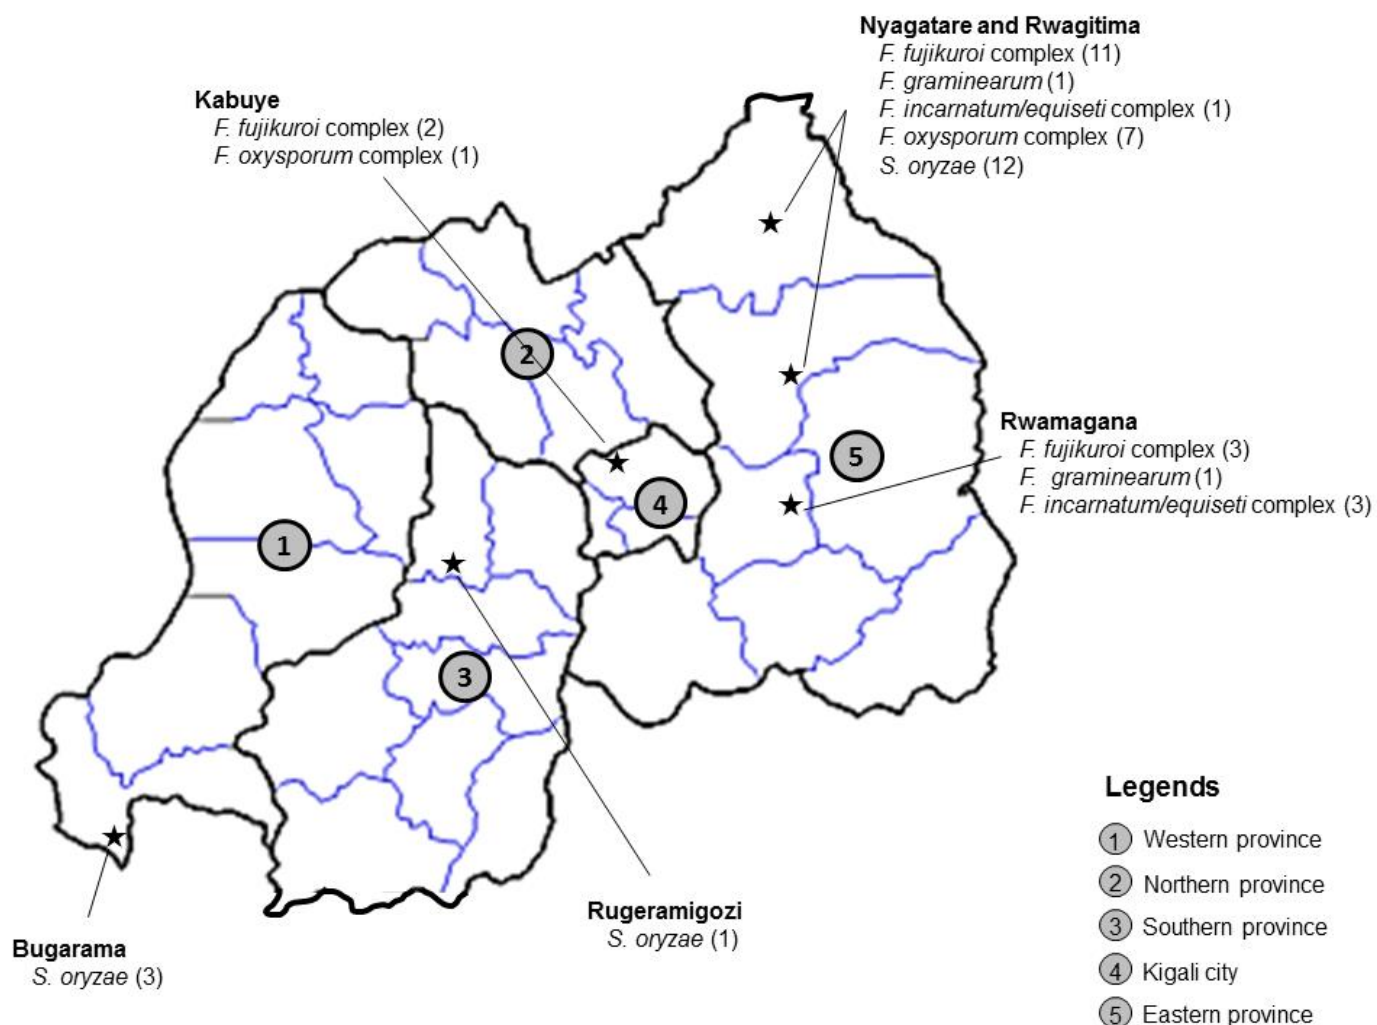 Nyagatare and Rwagitima
F. fujikuroi complex (11)
F. graminearum (1)
F. incarnatum/equiseti complex (1)
F. oxysporum complex (7)
S. oryzae (12)
Kabuye
F. fujikuroi complex (2)
F. oxysporum complex (1)
2
Rwamagana
F. fujikuroi complex (3)
F. graminearum (1)
F. incarnatum/equiseti complex (3)
5
4
1
3
Rugeramigozi
S. oryzae (1)
Bugarama
S. oryzae (3)
Legends
1 Western province
2 Northern province
3 Southern province
4 Kigali city
5 Eastern province